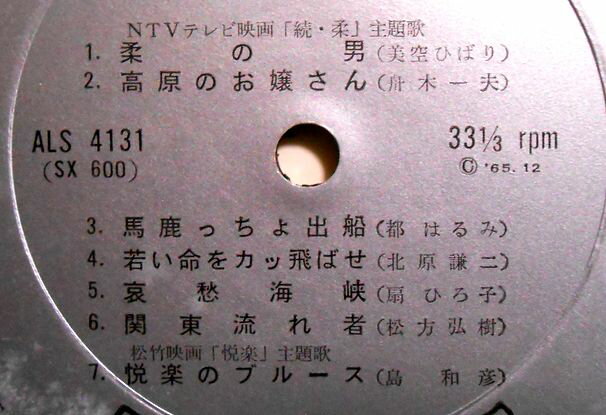 NTVテレビ映画「続・柔」主題歌
1. 柔の男(美空ひばり)
2. 高原のお嬢さん(舟木一夫)
ALS 4131 33⅓ rpm
(SX 600) Ⓒ '65.12
3. 馬鹿っちょ出船(都はるみ)
4. 若い命をカッ飛ばせ(北原謙二)
5. 哀愁海峡(扇ひろ子)
6. 関東流れ者(松方弘樹)
松竹映画「悦楽」主題歌
7. 悦楽のブルース(島和彦)